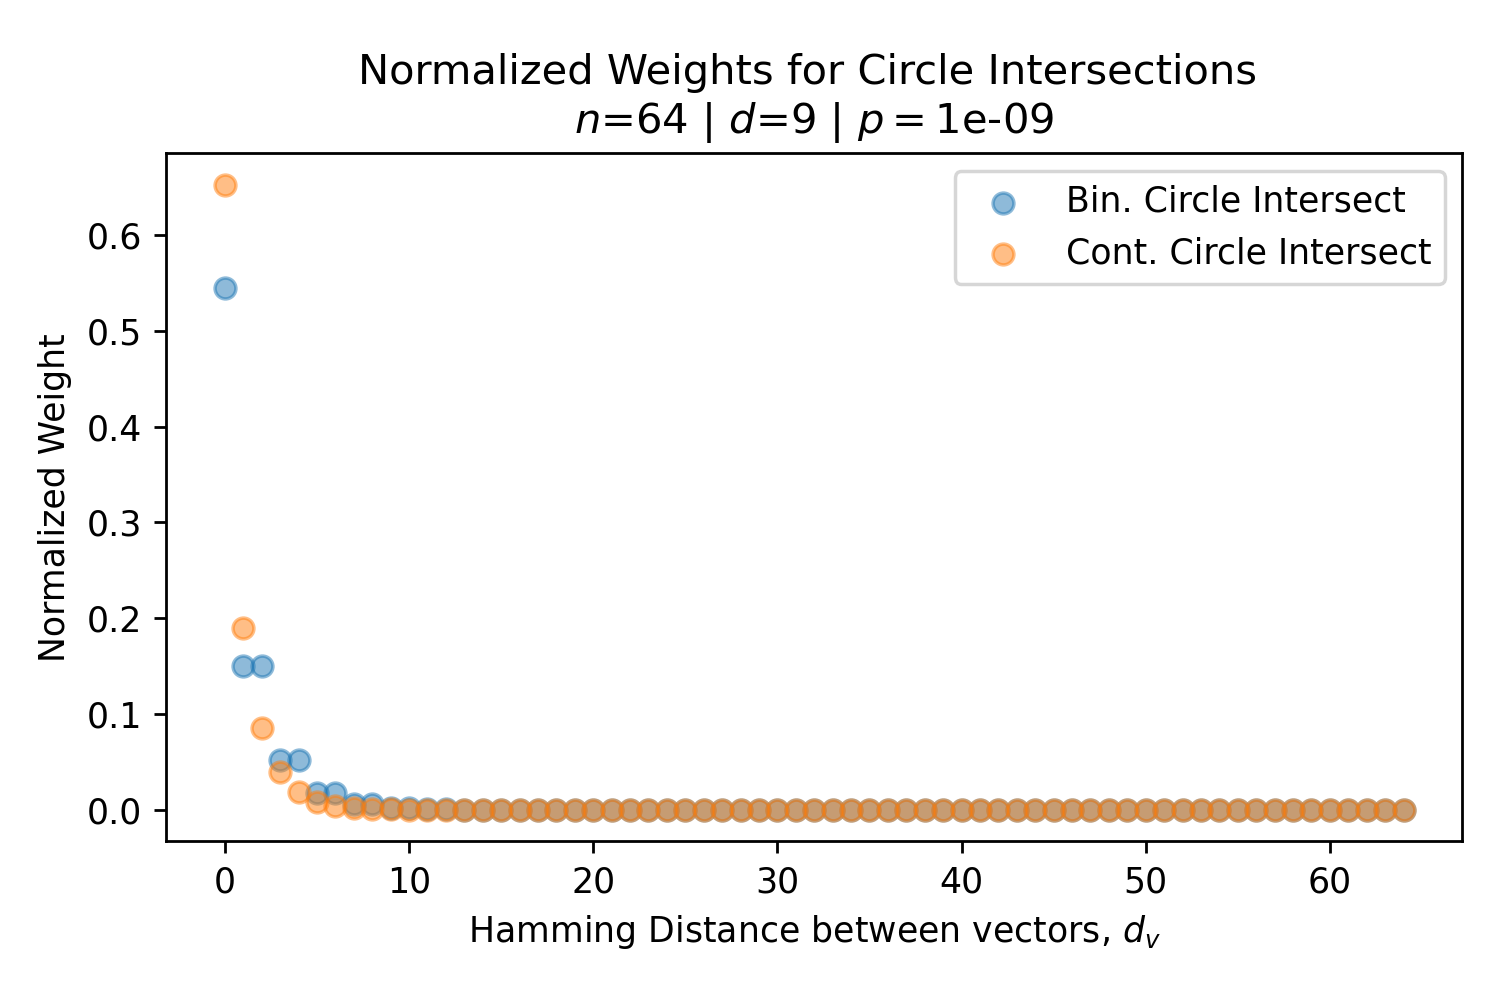 Normalized Weights for Circle Intersections
n=64 | d=9 | p = 1e-09
Bin. Circle Intersect
Cont. Circle Intersect
Normalized Weight
0.6
0.5
0.4
0.3
0.2
0.1
0.0
0 10 20 30 40 50 60
Hamming Distance between vectors, d_v